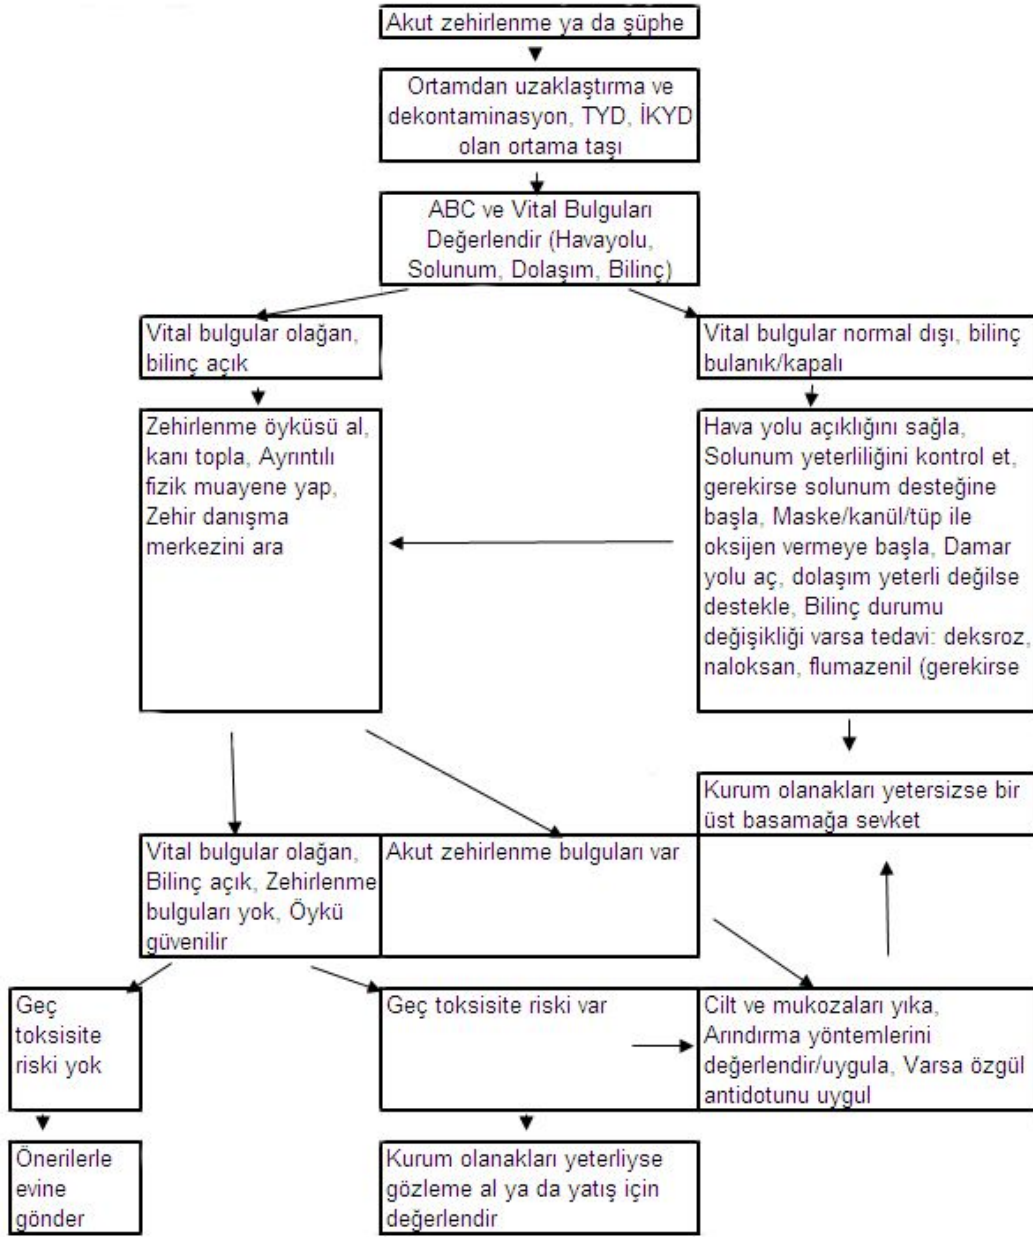 Akut zehirlenme ya da şüphe
Ortamdan uzaklaştırma ve
dekontaminasyon, TYD, İKYD
olan ortama taşı
ABC ve Vital Bulguları
Değerlendir (Havayolu,
Solunum, Dolaşım, Bilinç)
Vital bulgular olağan,
bilinç açık
Vital bulgular normal dışı, bilinç
bulanık/kapalı
Zehirlenme öyküsü al,
kanı topla, Ayrıntılı
fizik muayene yap,
Zehir danışma
merkezini ara
Hava yolu açıklığını sağla,
Solunum yeterliliğini kontrol et,
gerekirse solunum desteğine
başla, Maske/kanül/tüp ile
oksijen vermeye başla, Damar
yolu aç, dolaşım yeterli değilse
destekle, Bilinç durumu
değişikliği varsa tedavi: deksroz,
naloksan, flumazenil (gerekirse
Kurum olanakları yetersizse bir
üst basamağa sevket
Vital bulgular olağan,
Bilinç açık, Zehirlenme
bulguları yok, Öykü
güvenilir
Akut zehirlenme bulguları var
Geç
toksisite
riski yok
Geç toksisite riski var
Cilt ve mukozaları yıka,
Arındırma yöntemlerini
değerlendir/uygula, Varsa özgül
antidotunu uygul
Önerilerle
evine
gönder
Kurum olanakları yeterliyse
gözleme al ya da yatış için
değerlendir